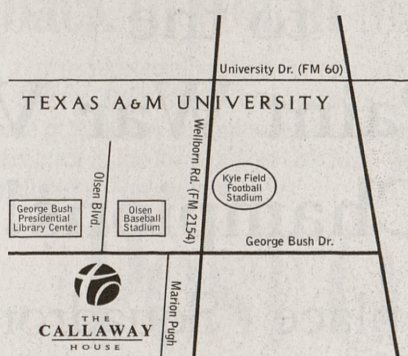 University Dr. (FM 60)
TEXAS A&M UNIVERSITY
Wellborn Rd. (FM 2154)
Olsen Blvd.
Kyle Field
Football
Stadium
George Bush
Presidential
Library Center
Olsen
Baseball
Stadium
George Bush Dr.
Marion Pugh
THE
CALLAWAY
HOUSE